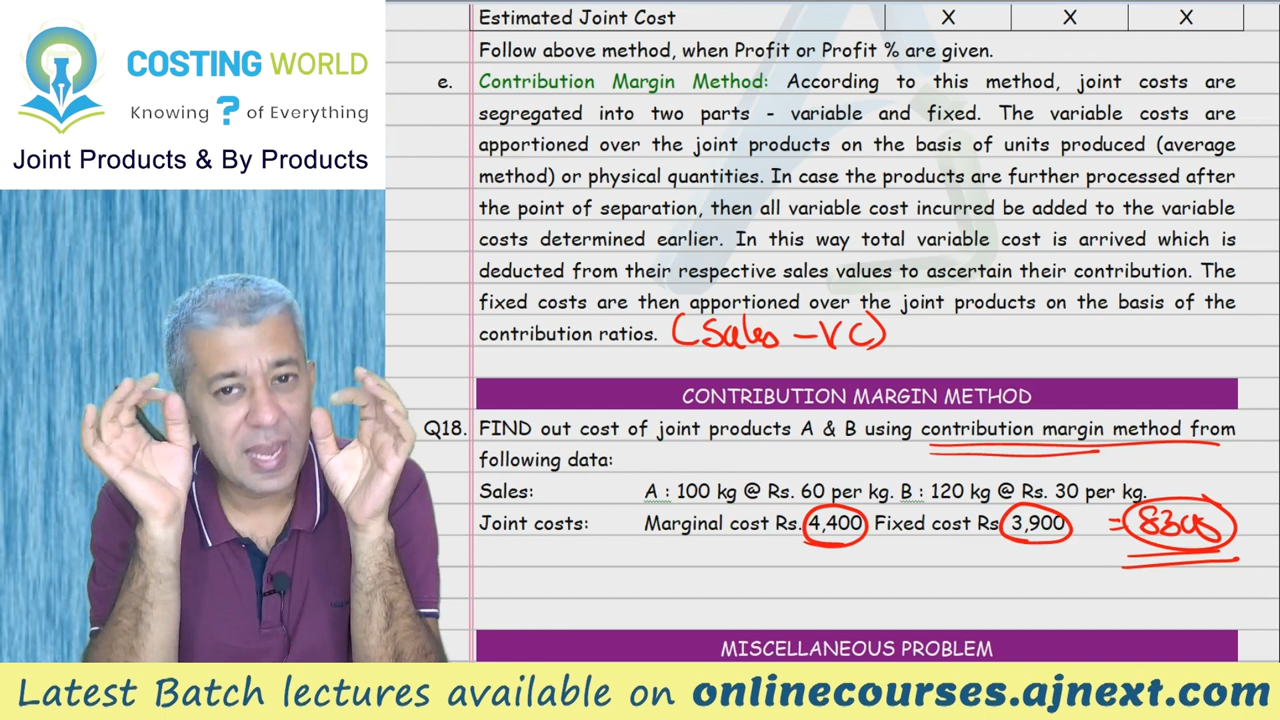 COSTING WORLD
Knowing ? of Everything
Joint Products & By Products
Estimated Joint Cost X X X
Follow above method, when Profit or Profit % are given.
e. Contribution Margin Method: According to this method, joint costs are
segregated into two parts - variable and fixed. The variable costs are
apportioned over the joint products on the basis of units produced (average
method) or physical quantities. In case the products are further processed after
the point of separation, then all variable cost incurred be added to the variable
costs determined earlier. In this way total variable cost is arrived which is
deducted from their respective sales values to ascertain their contribution. The
fixed costs are then apportioned over the joint products on the basis of the
contribution ratios. (Sales - VC)
CONTRIBUTION MARGIN METHOD
Q18. FIND out cost of joint products A & B using contribution margin method from
following data:
Sales: A : 100 kg @ Rs. 60 per kg. B : 120 kg @ Rs. 30 per kg.
Joint costs: Marginal cost Rs. 4,400 Fixed cost Rs 3,900 =
MISCELLANEOUS PROBLEM
Latest Batch lectures available on onlinecourses.ajnext.com